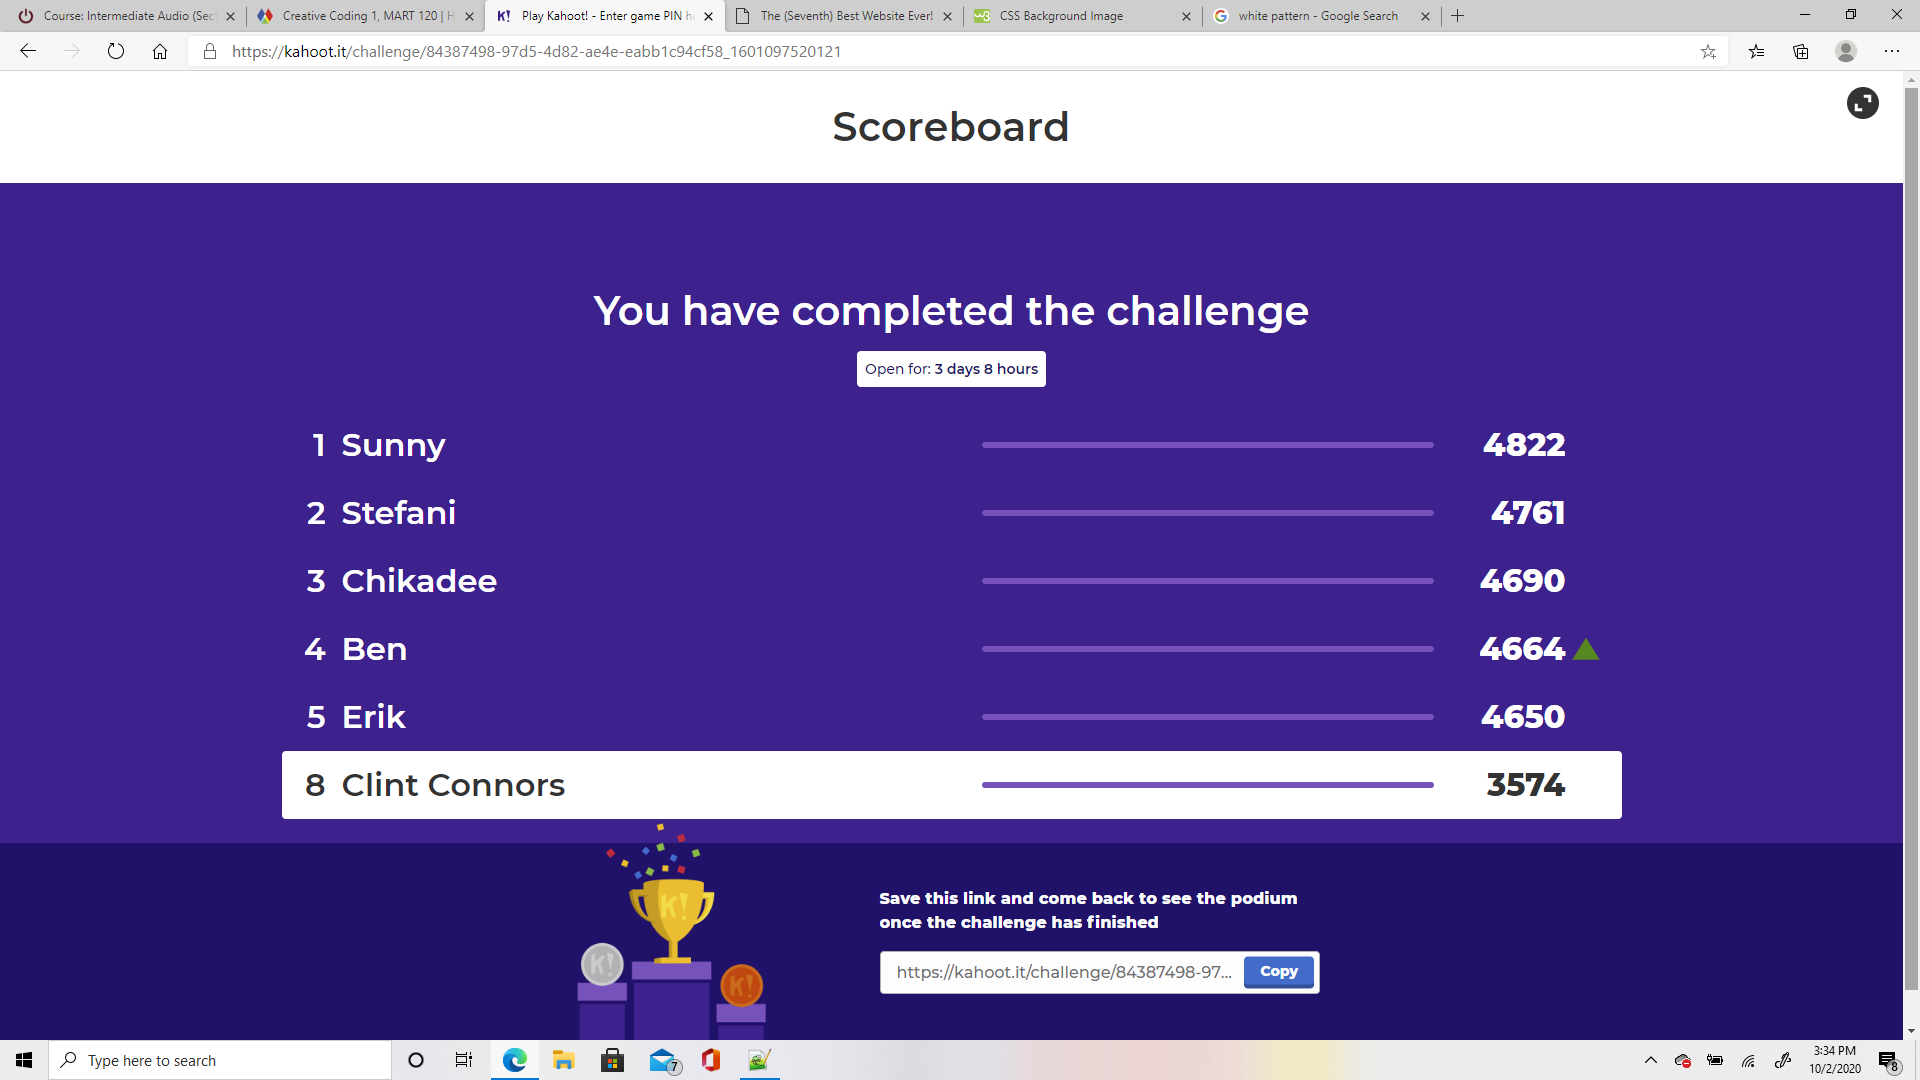 Course: Intermediate Audio (Sec
Creative Coding 1, MART 120 | H
K! Play Kahoot! - Enter game PIN he
The (Seventh) Best Website Ever!
CSS Background Image
white pattern - Google Search
https://kahoot.it/challenge/84387498-97d5-4d82-ae4e-eabb1c94cf58_1601097520121
Scoreboard
You have completed the challenge
Open for: 3 days 8 hours
1 Sunny 4822
2 Stefani 4761
3 Chikadee 4690
4 Ben 4664
5 Erik 4650
8 Clint Connors 3574
K!
K!
K!
Save this link and come back to see the podium
once the challenge has finished
https://kahoot.it/challenge/84387498-97... Copy
Type here to search
7
3:34 PM
10/2/2020
8